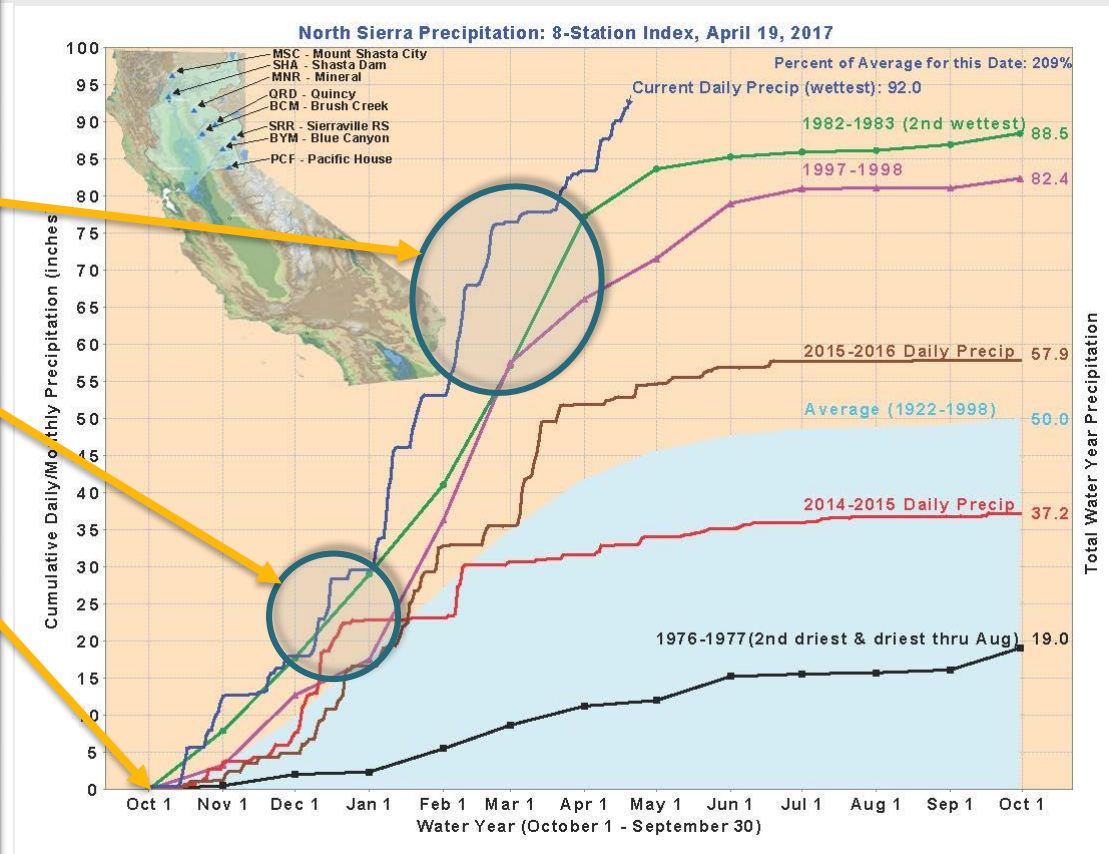 North Sierra Precipitation: 8-Station Index, April 19, 2017
Percent of Average for this Date: 209%
MSC - Mount Shasta City
SHA - Shasta Dam
MNR - Mineral
QRD - Quincy
BCM - Brush Creek
SRR - Sierraville RS
BYM - Blue Canyon
PCF - Pacific House
Current Daily Precip (wettest): 92.0
1982-1983 (2nd wettest) 88.5
1997-1998 82.4
2015-2016 Daily Precip 57.9
Average (1922-1998) 50.0
2014-2015 Daily Precip 37.2
1976-1977(2nd driest & driest thru Aug) 19.0
Cumulative Daily/Monthly Precipitation (inches)
100
95
90
85
80
75
70
65
60
55
50
45
40
35
30
25
20
15
10
5
0
Total Water Year Precipitation
Oct 1 Nov 1 Dec 1 Jan 1 Feb 1 Mar 1 Apr 1 May 1 Jun 1 Jul 1 Aug 1 Sep 1 Oct 1
Water Year (October 1 - September 30)